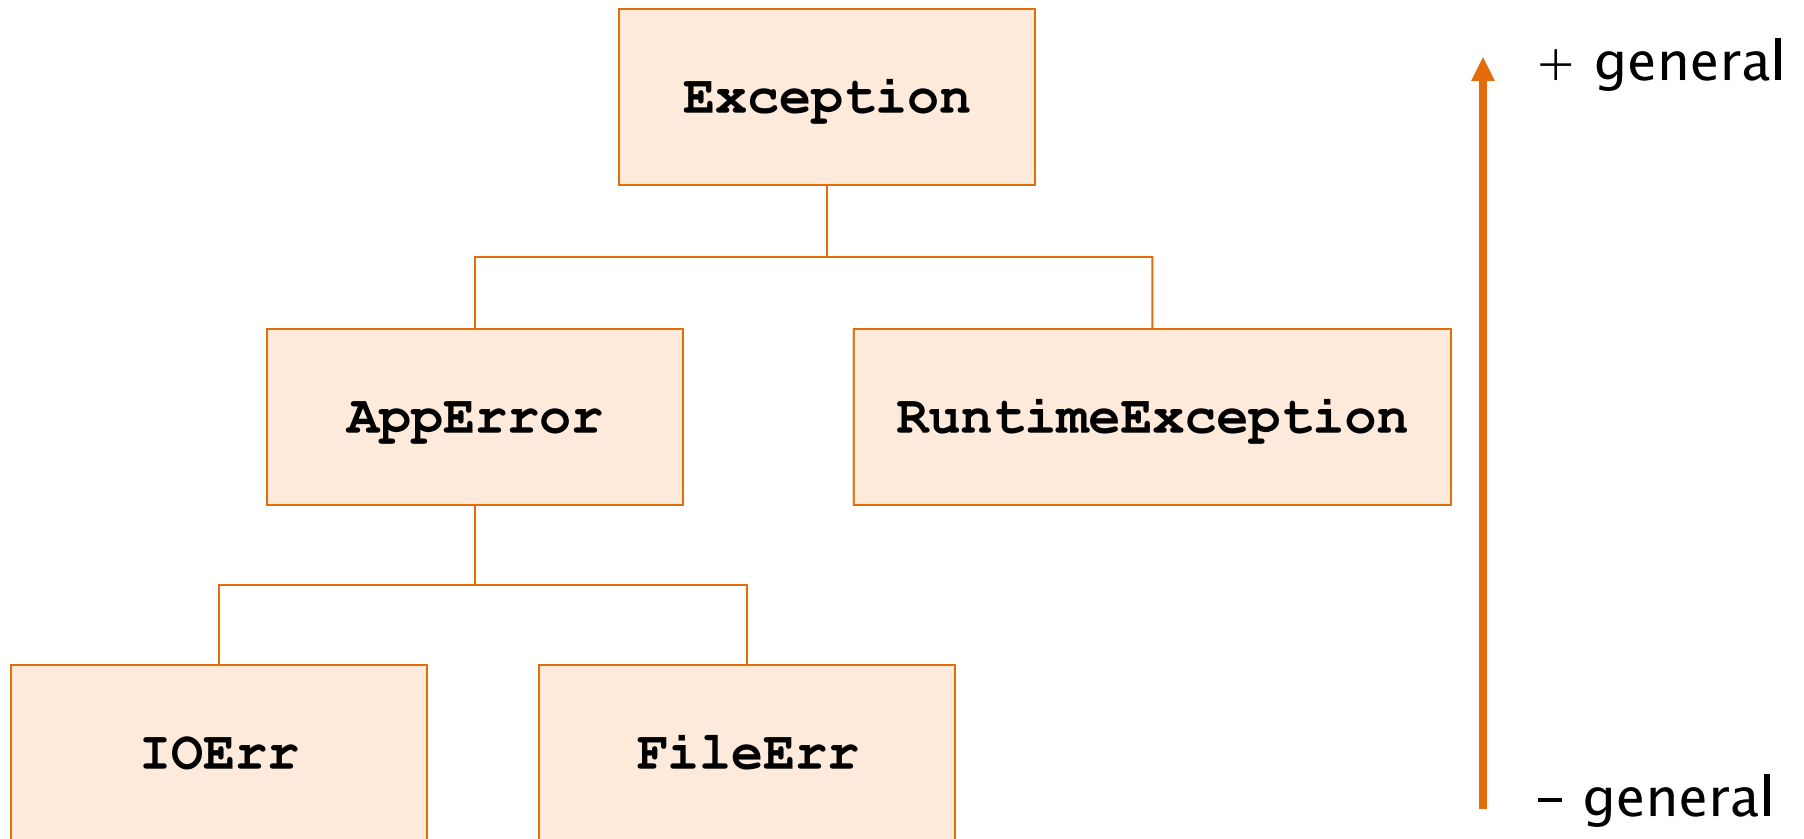 + general
Exception
AppError
RuntimeException
IOErr
FileErr
- general